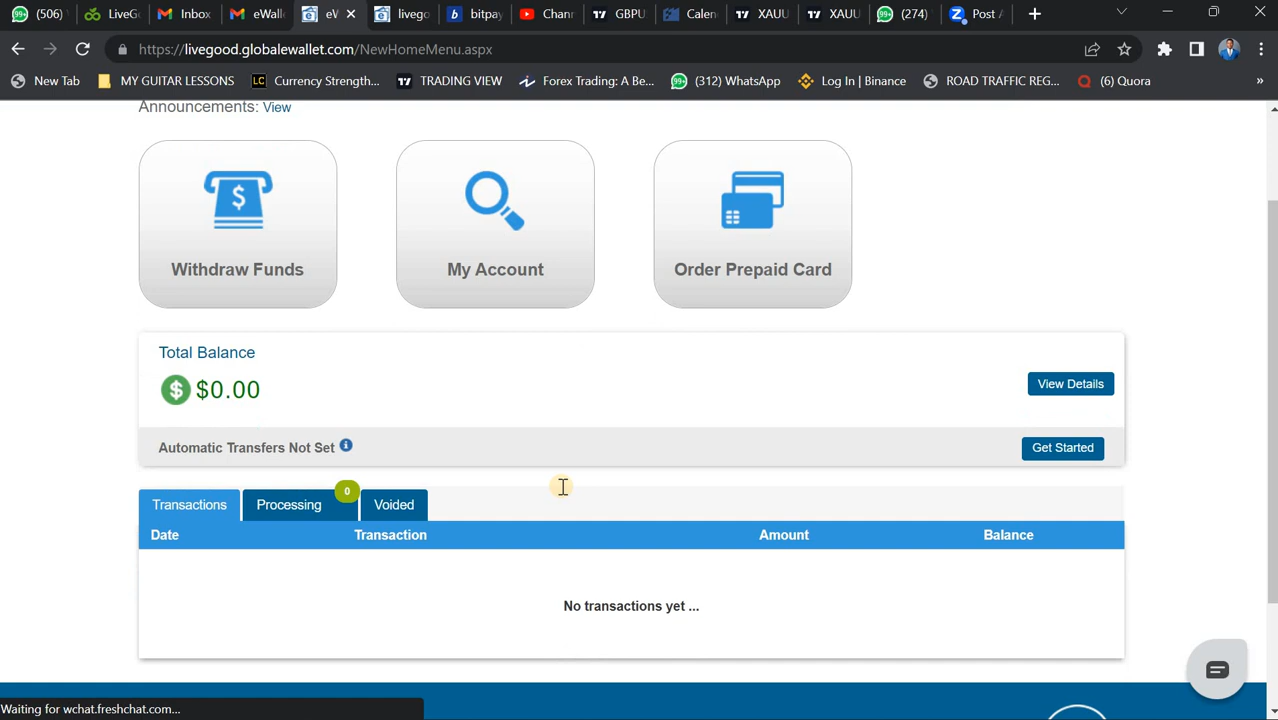 (506) LiveG Inbox eWalle eV livego bitpay Chann GBPU Calen XAUU XAUU (274) Post A
https://livegood.globalewallet.com/NewHomeMenu.aspx
New Tab MY GUITAR LESSONS LC Currency Strength... TRADING VIEW Forex Trading: A Be... (312) WhatsApp Log In | Binance ROAD TRAFFIC REG... (6) Quora »
Announcements: View
Withdraw Funds My Account Order Prepaid Card
Total Balance
$0.00 View Details
Automatic Transfers Not Set Get Started
Transactions Processing 0 Voided
Date Transaction Amount Balance
No transactions yet ...
Waiting for wchat.freshchat.com...